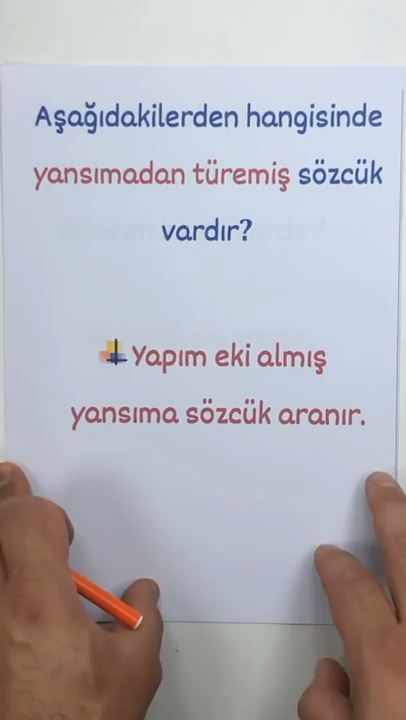 Aşağıdakilerden hangisinde
yansımadan türemiş sözcük
vardır?
Yapım eki almış
yansıma sözcük aranır.